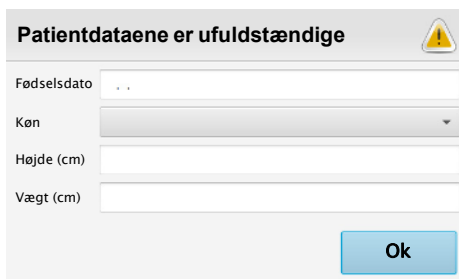 Patientdataene er ufuldstændige
Fødselsdato . .
Køn
Højde (cm)
Vægt (cm)
Ok